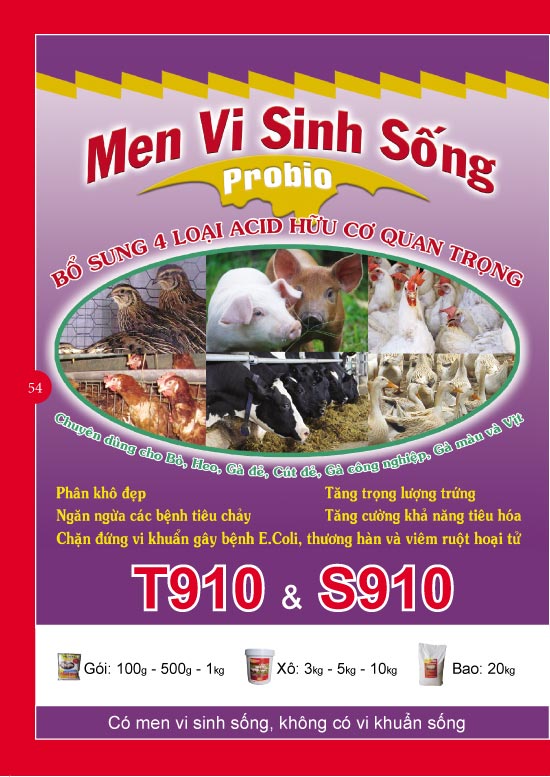 Men Vi Sinh Sống
Probio
BỔ SUNG 4 LOẠI ACID HỮU CƠ QUAN TRỌNG
54
Chuyên dùng cho Bò, Heo, Gà đẻ, Cút đẻ, Gà công nghiệp, Gà màu và Vịt
Phân khô đẹp
Tăng trọng lượng trứng
Ngăn ngừa các bệnh tiêu chảy
Tăng cường khả năng tiêu hóa
Chặn đứng vi khuẩn gây bệnh E.Coli, thương hàn và viêm ruột hoại tử
T910 & S910
Gói: 100g - 500g - 1kg
Xô: 3kg - 5kg - 10kg
Bao: 20kg
Có men vi sinh sống, không có vi khuẩn sống